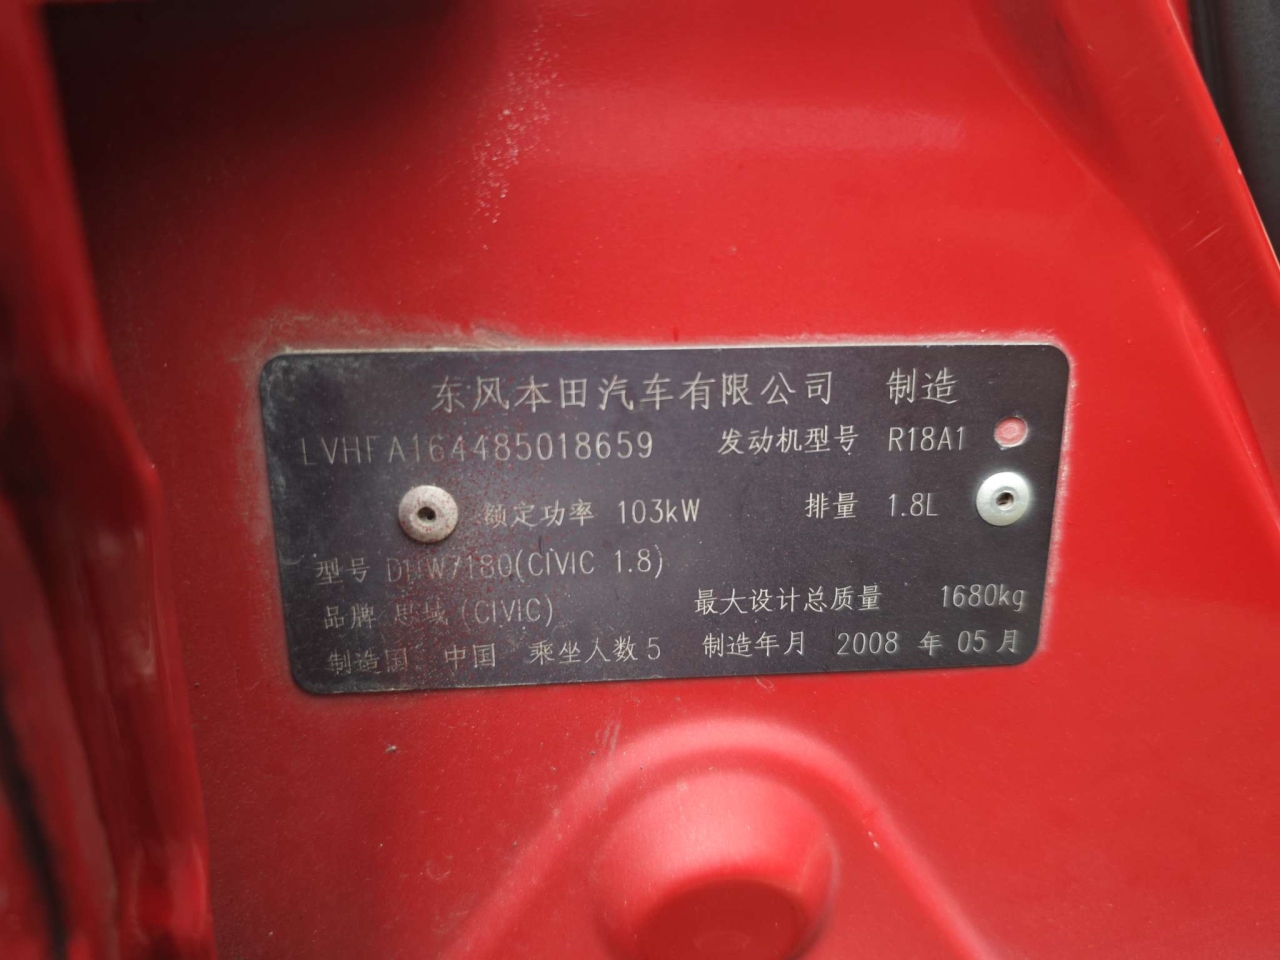 东风本田汽车有限公司 制造
LVHFA164485018659 发动机型号 R18A1
额定功率 103kW 排量 1.8L
型号 DHW7180(CIVIC 1.8)
品牌 思域 (CIVIC) 最大设计总质量 1680kg
制造国 中国 乘坐人数 5 制造年月 2008 年 05 月